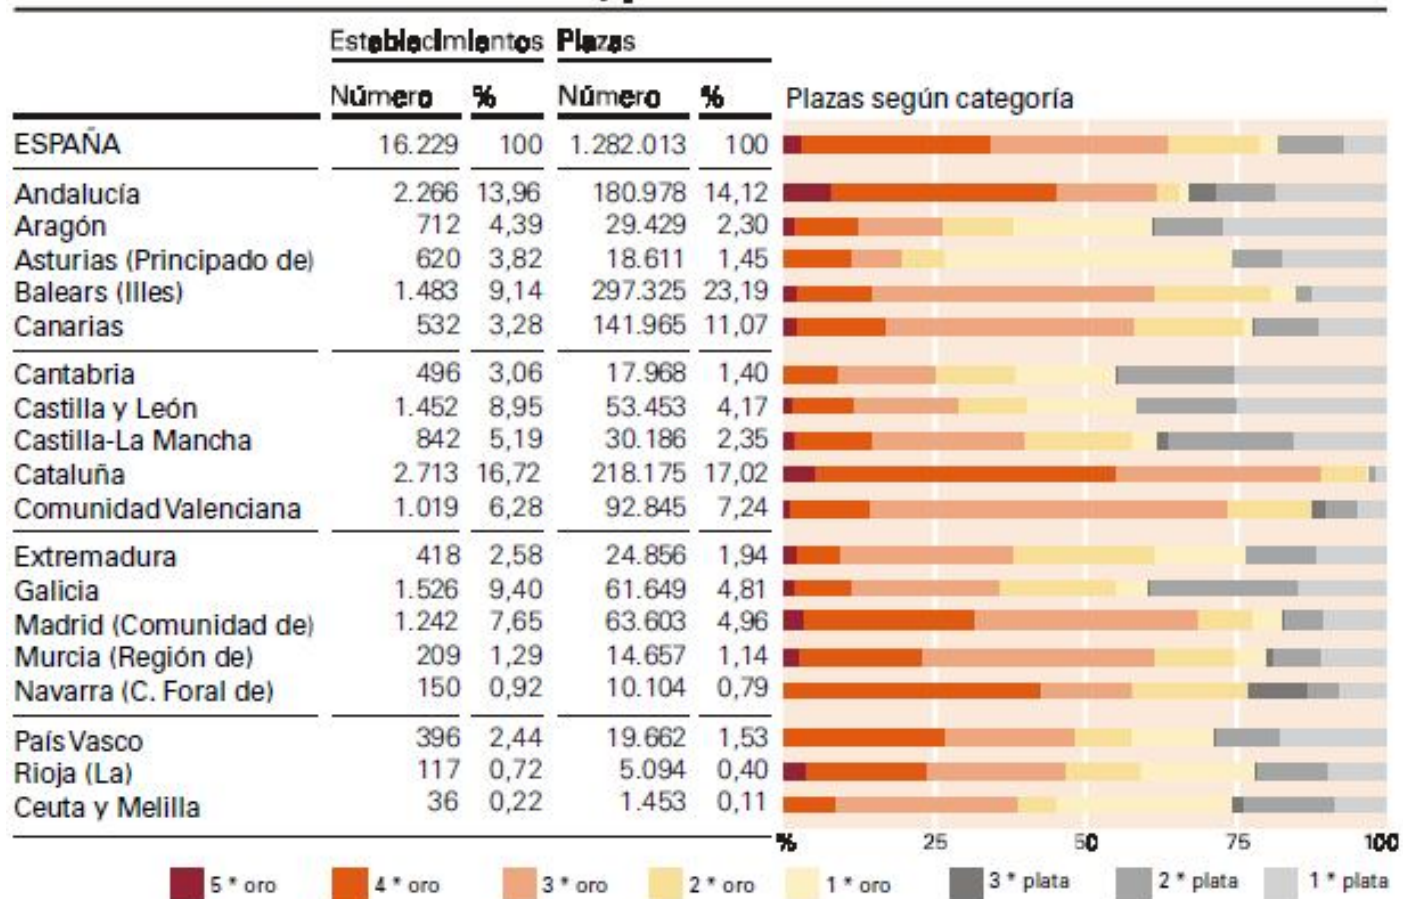 Establecimientos Plazas
Número % Número % Plazas según categoría
ESPAÑA 16.229 100 1.282.013 100
Andalucía 2.266 13,96 180.978 14,12
Aragón 712 4,39 29.429 2,30
Asturias (Principado de) 620 3,82 18.611 1,45
Balears (Illes) 1.483 9,14 297.325 23,19
Canarias 532 3,28 141.965 11,07
Cantabria 496 3,06 17.968 1,40
Castilla y León 1.452 8,95 53.453 4,17
Castilla-La Mancha 842 5,19 30.186 2,35
Cataluña 2.713 16,72 218.175 17,02
Comunidad Valenciana 1.019 6,28 92.845 7,24
Extremadura 418 2,58 24.856 1,94
Galicia 1.526 9,40 61.649 4,81
Madrid (Comunidad de) 1.242 7,65 63.603 4,96
Murcia (Región de) 209 1,29 14.657 1,14
Navarra (C. Foral de) 150 0,92 10.104 0,79
País Vasco 396 2,44 19.662 1,53
Rioja (La) 117 0,72 5.094 0,40
Ceuta y Melilla 36 0,22 1.453 0,11
% 25 50 75 100
5 * oro 4 * oro 3 * oro 2 * oro 1 * oro 3 * plata 2 * plata 1 * plata